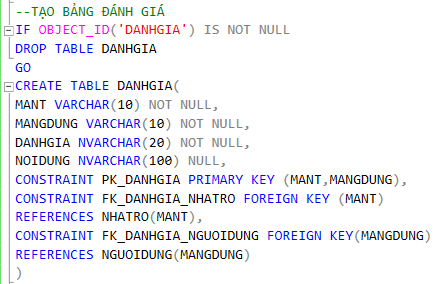 --TẠO BẢNG ĐÁNH GIÁ
IF OBJECT_ID('DANHGIA') IS NOT NULL
DROP TABLE DANHGIA
GO
CREATE TABLE DANHGIA(
MANT VARCHAR(10) NOT NULL,
MANGDUNG VARCHAR(10) NOT NULL,
DANHGIA NVARCHAR(20) NOT NULL,
NOIDUNG NVARCHAR(100) NULL,
CONSTRAINT PK_DANHGIA PRIMARY KEY (MANT,MANGDUNG),
CONSTRAINT FK_DANHGIA_NHATRO FOREIGN KEY (MANT)
REFERENCES NHATRO(MANT),
CONSTRAINT FK_DANHGIA_NGUOIDUNG FOREIGN KEY(MANGDUNG)
REFERENCES NGUOIDUNG(MANGDUNG)
)